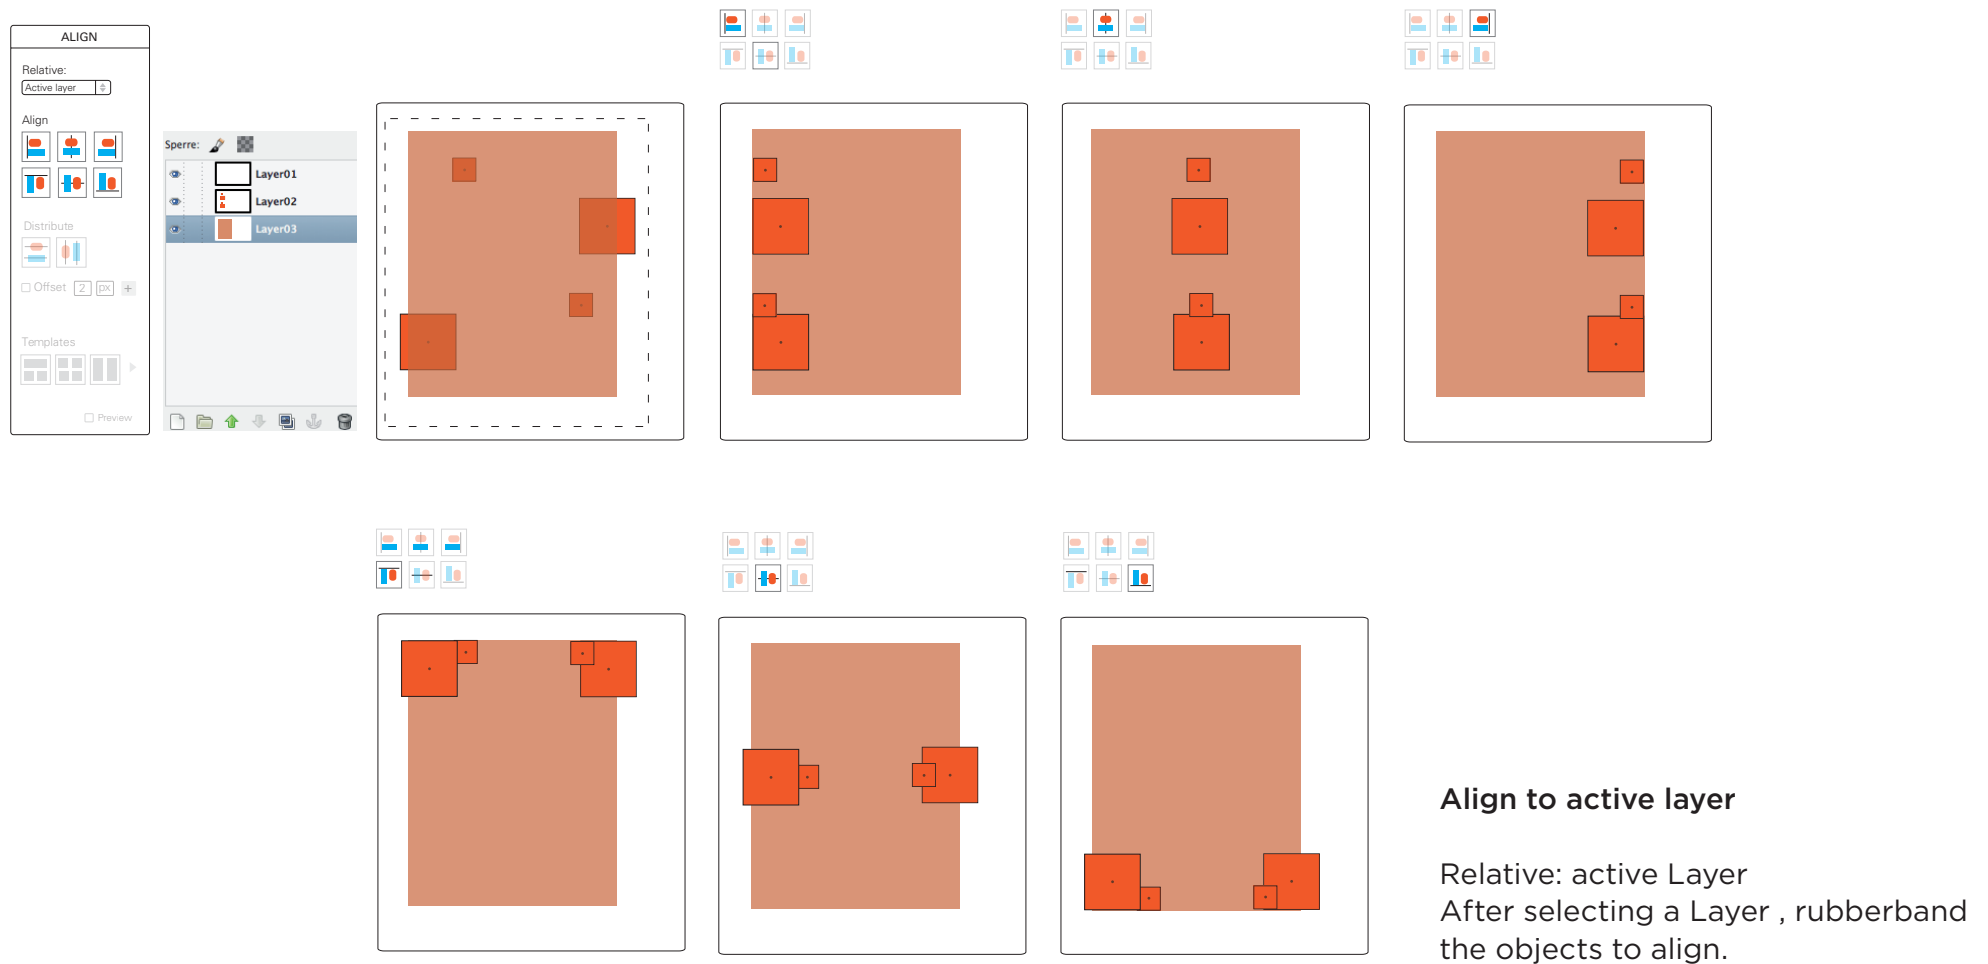 ALIGN
Relative:
Active layer
Align
Distribute
Offset 2 px +
Templates
Preview
Sperre:
Layer01
Layer02
Layer03
Align to active layer
Relative: active Layer
After selecting a Layer , rubberband
the objects to align.